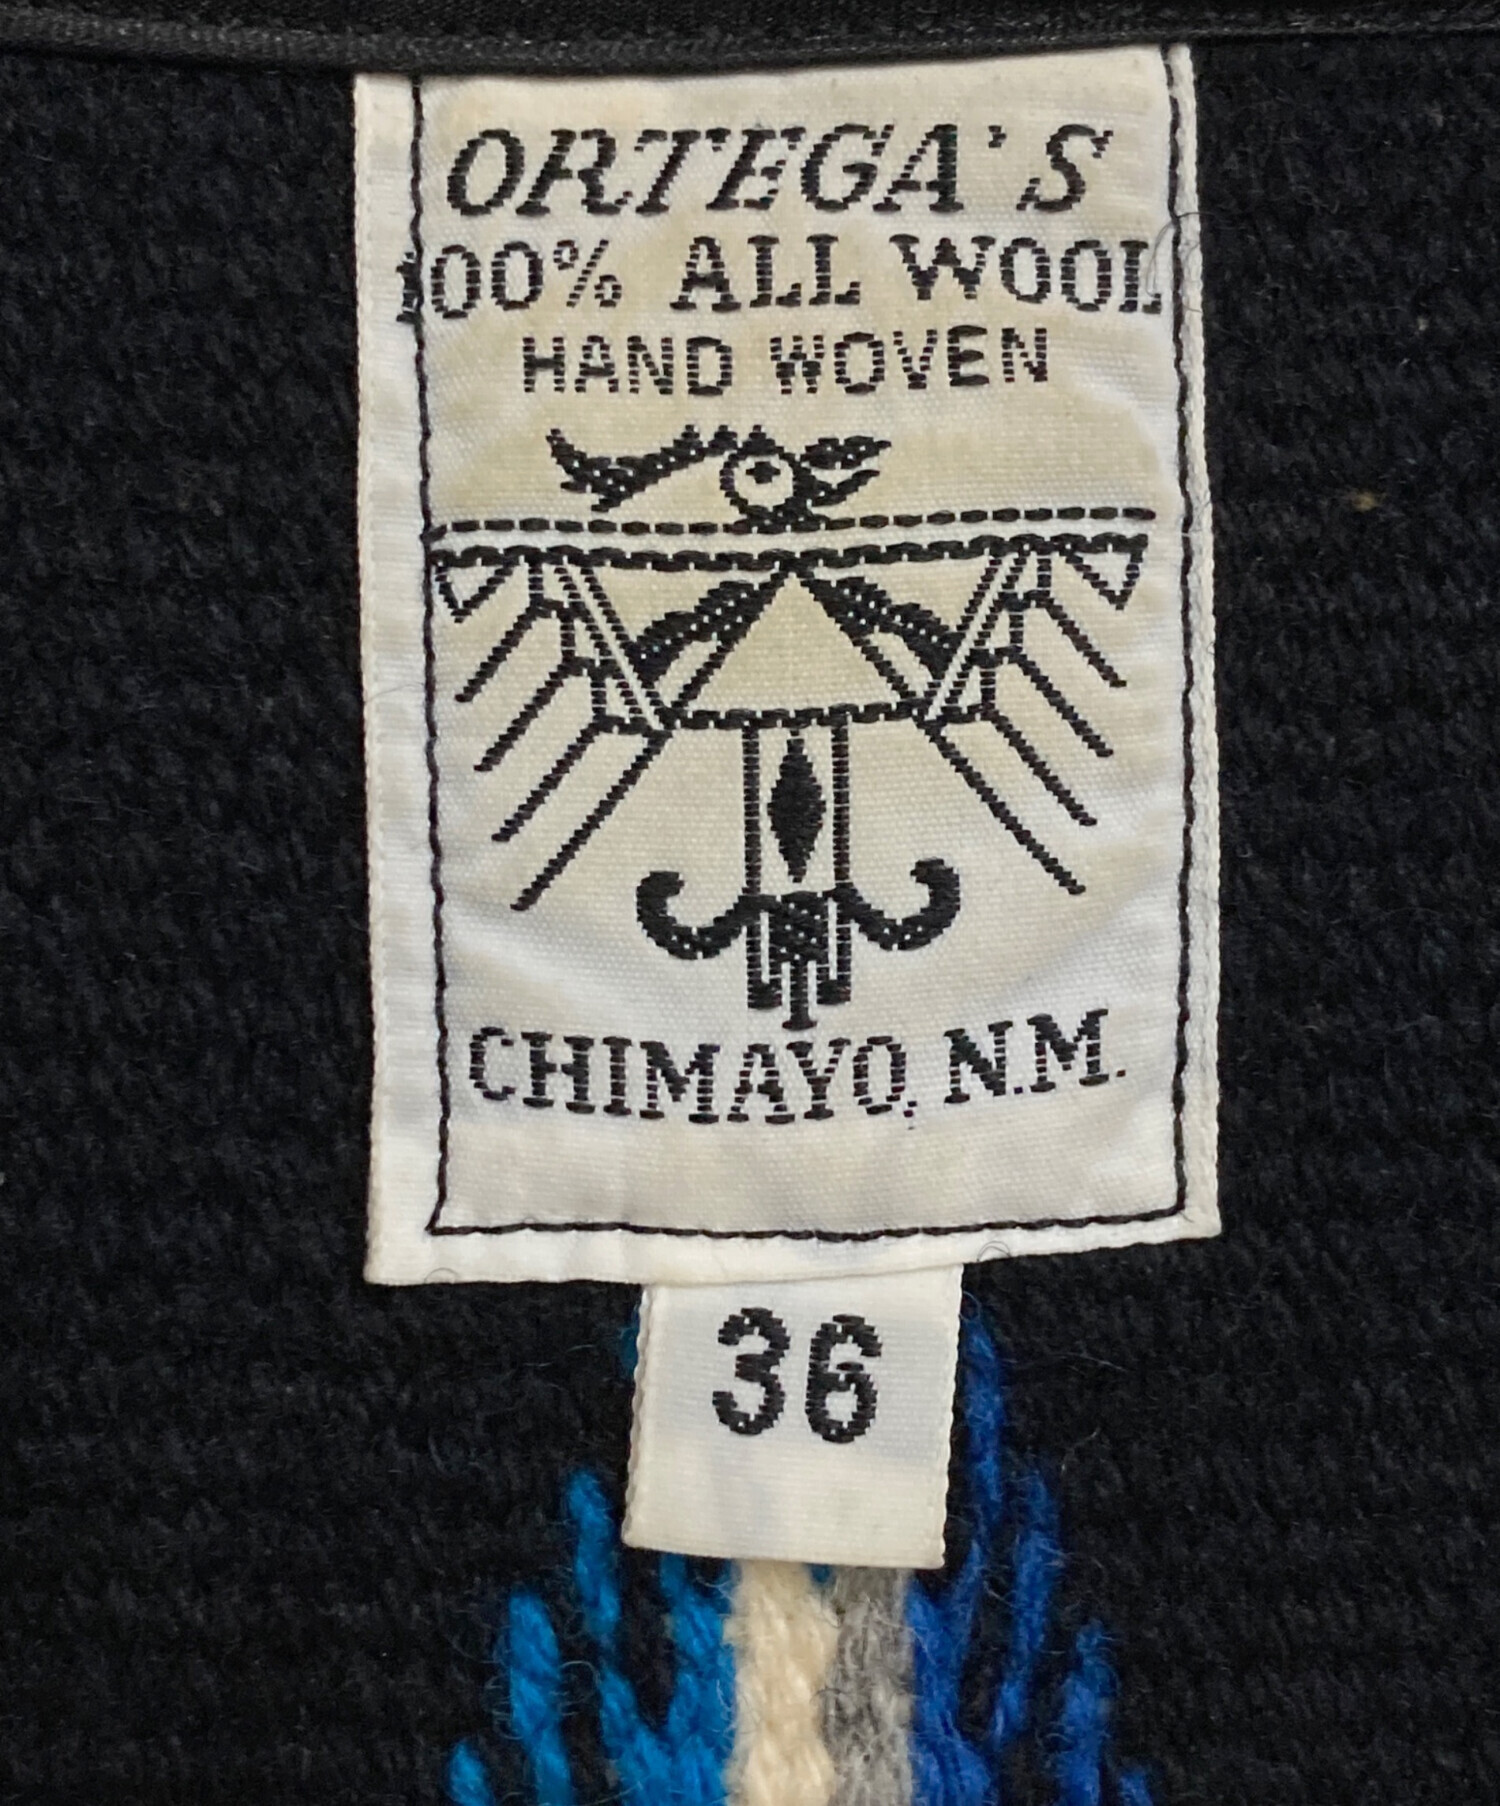 ORTEGA'S
100% ALL WOOL
HAND WOVEN
CHIMAYO, N.M.
36